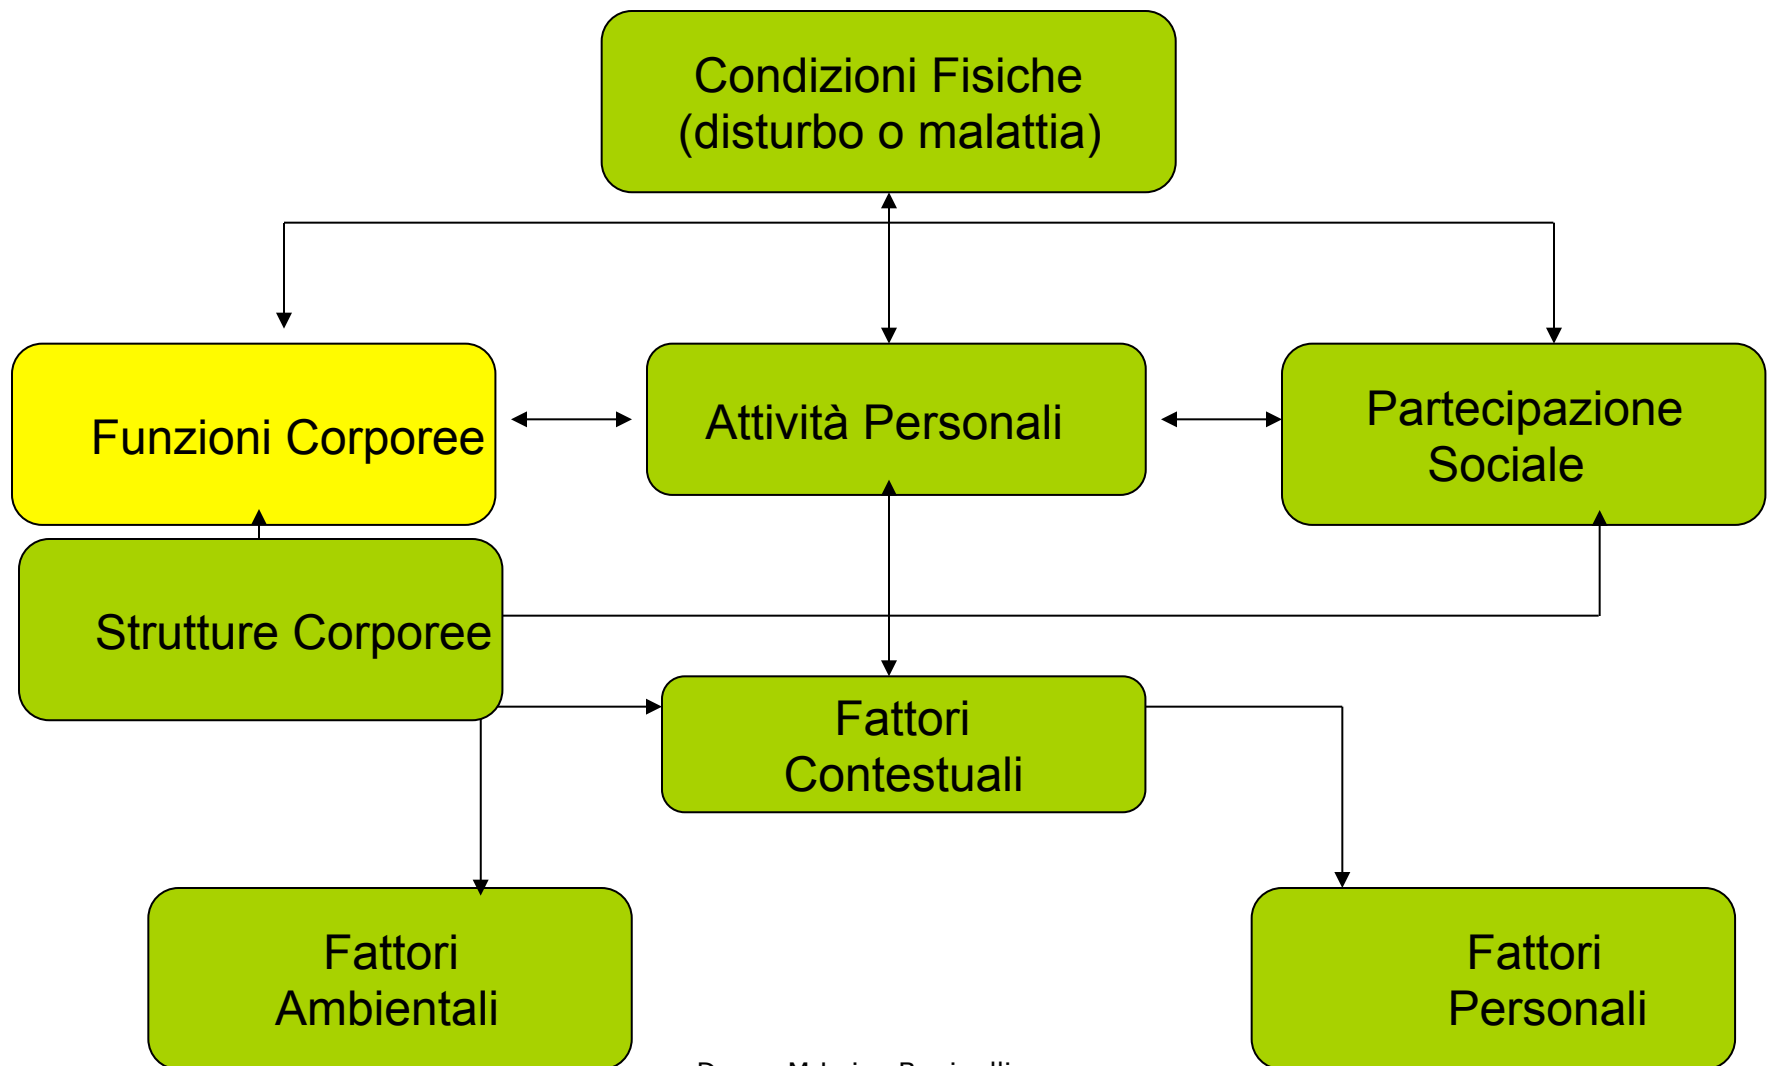 Condizioni Fisiche
(disturbo o malattia)
Funzioni Corporee
Attività Personali
Partecipazione
Sociale
Strutture Corporee
Fattori
Contestuali
Fattori
Ambientali
Fattori
Personali